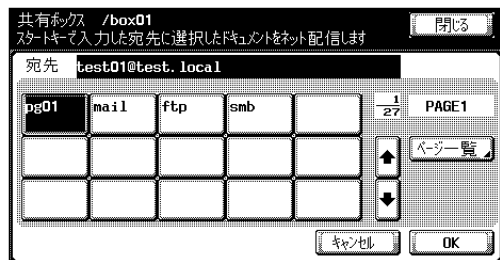 共有ボックス /box01
閉じる
スタートキーで入力した宛先に選択したドキュメントをネット配信します
宛先 test01@test.local
pg01 mail ftp smb
1/27
PAGE1
ページ一覧
キャンセル
OK